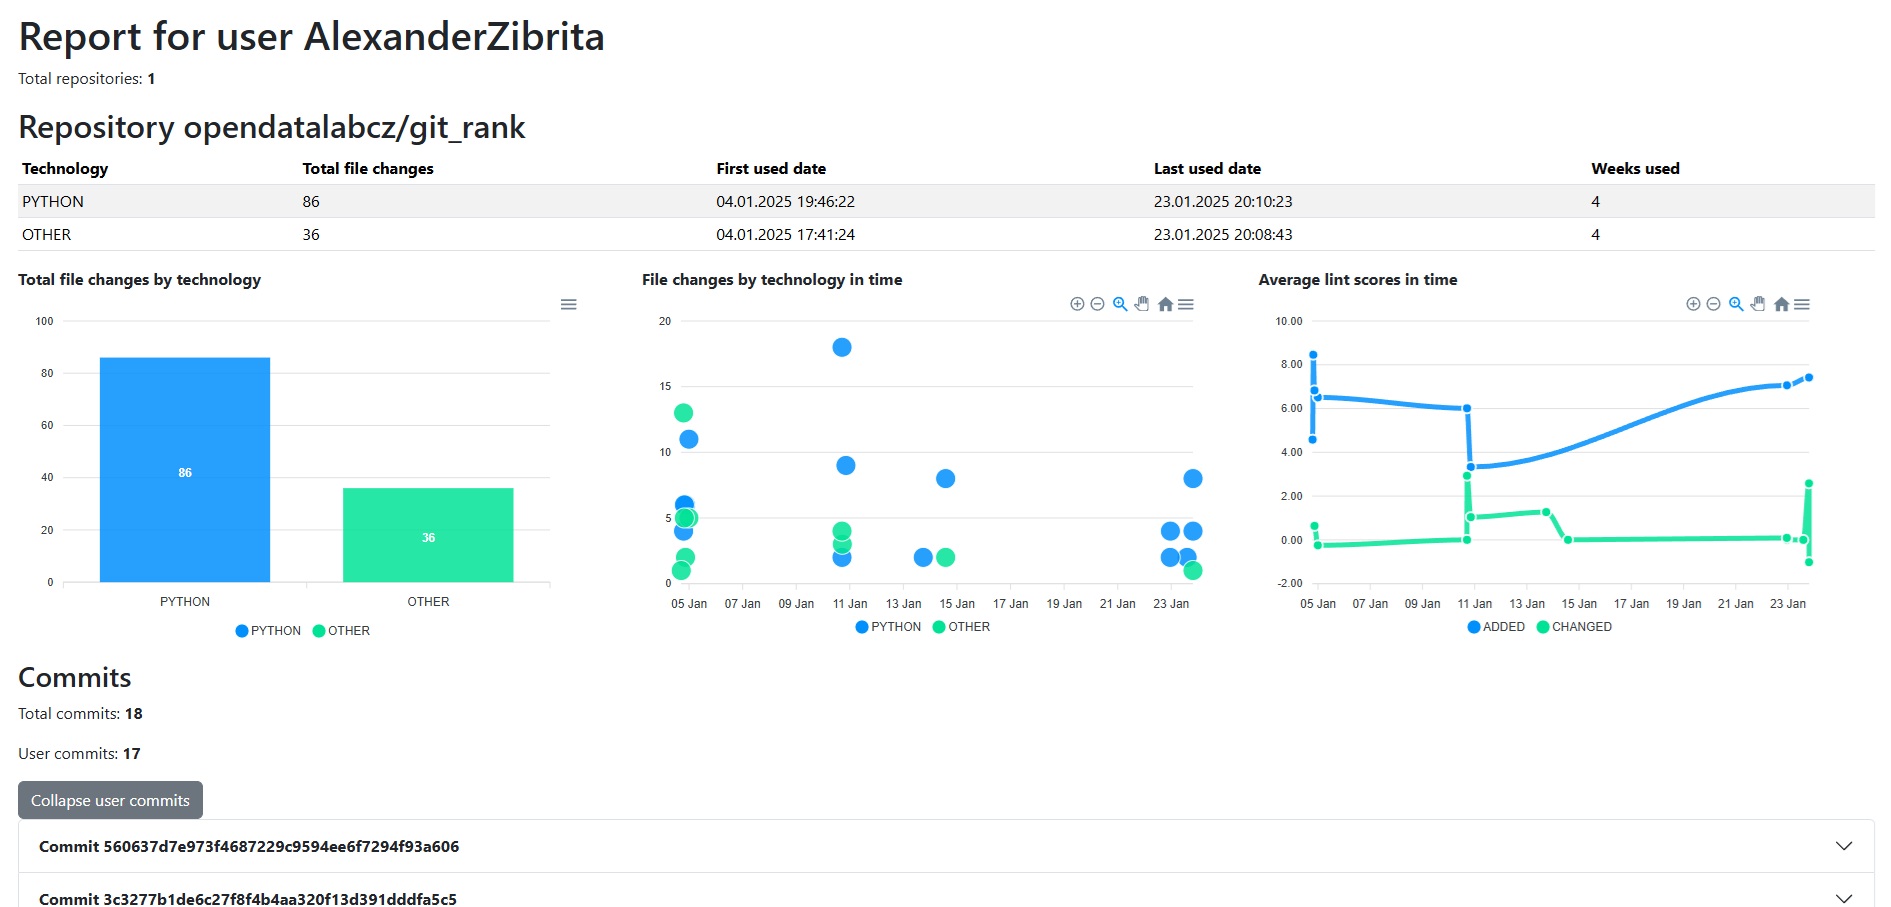 Report for user AlexanderZibrita
Total repositories: 1
Repository opendatalabcz/git_rank
Technology Total file changes First used date Last used date Weeks used
PYTHON 86 04.01.2025 19:46:22 23.01.2025 20:10:23 4
OTHER 36 04.01.2025 17:41:24 23.01.2025 20:08:43 4
Total file changes by technology
100
80
60
40
20
0
86
36
PYTHON OTHER
PYTHON OTHER
File changes by technology in time
20
15
10
5
0
05 Jan 07 Jan 09 Jan 11 Jan 13 Jan 15 Jan 17 Jan 19 Jan 21 Jan 23 Jan
PYTHON OTHER
Average lint scores in time
10.00
8.00
6.00
4.00
2.00
0.00
-2.00
05 Jan 07 Jan 09 Jan 11 Jan 13 Jan 15 Jan 17 Jan 19 Jan 21 Jan 23 Jan
ADDED CHANGED
Commits
Total commits: 18
User commits: 17
Collapse user commits
Commit 560637d7e973f4687229c9594ee6f7294f93a606
Commit 3c3277b1de6c27f8f4b4aa320f13d391dddfa5c5